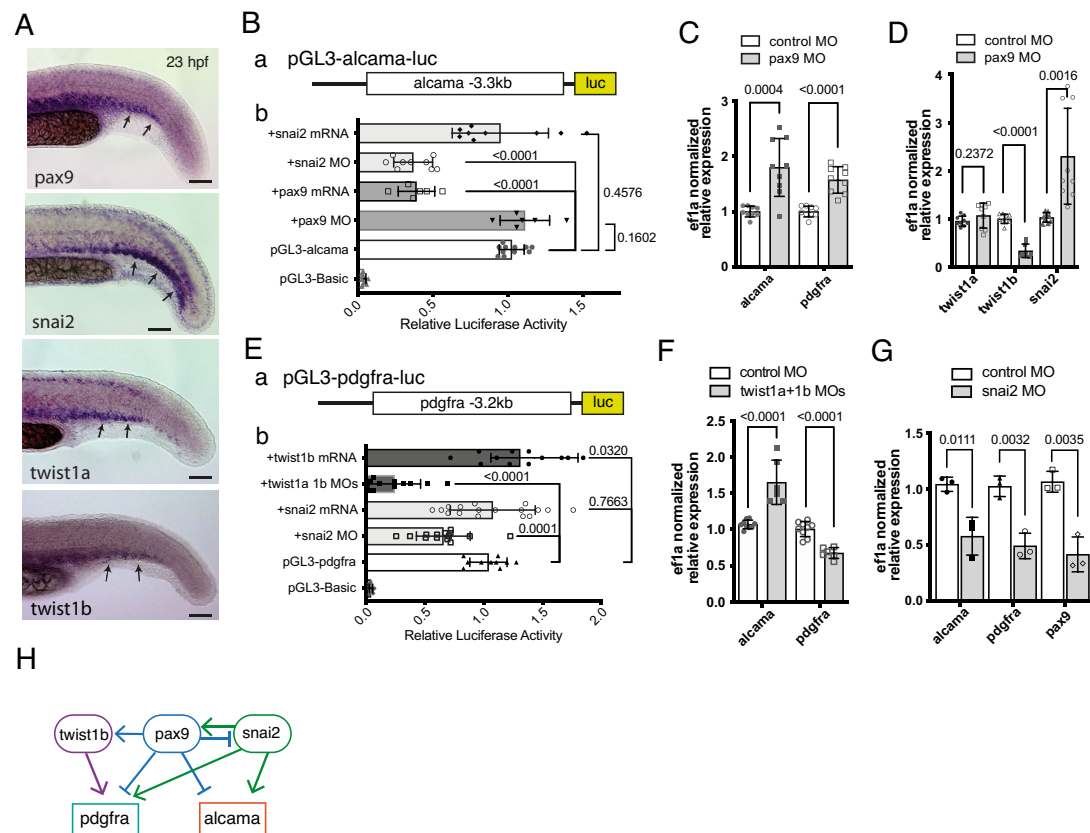 A
23 hpf
pax9
snai2
twist1a
twist1b
B
a pGL3-alcama-luc
alcama -3.3kb luc
b
+snai2 mRNA
+snai2 MO <0.0001
+pax9 mRNA <0.0001 0.4576
+pax9 MO 0.1602
pGL3-alcama
pGL3-Basic
0.0 0.5 1.0 1.5
Relative Luciferase Activity
C
control MO
pax9 MO
0.0004 <0.0001
ef1a normalized
relative expression
3
2
1
0
alcama pdgfra
D
control MO
pax9 MO
0.0016
<0.0001
0.2372
ef1a normalized
relative expression
4
3
2
1
0
twist1a twist1b snai2
E
a pGL3-pdgfra-luc
pdgfra -3.2kb luc
b
+twist1b mRNA 0.0320
+twist1a 1b MOs <0.0001
+snai2 mRNA 0.7663
+snai2 MO 0.0001
pGL3-pdgfra
pGL3-Basic
0.0 0.5 1.0 1.5 2.0
Relative Luciferase Activity
F
control MO
twist1a+1b MOs
<0.0001 <0.0001
ef1a normalized
relative expression
2.5
2.0
1.5
1.0
0.5
0.0
alcama pdgfra
G
control MO
snai2 MO
0.0111 0.0032 0.0035
ef1a normalized
relative expression
1.5
1.0
0.5
0.0
alcama pdgfra pax9
H
twist1b pax9 snai2
pdgfra alcama